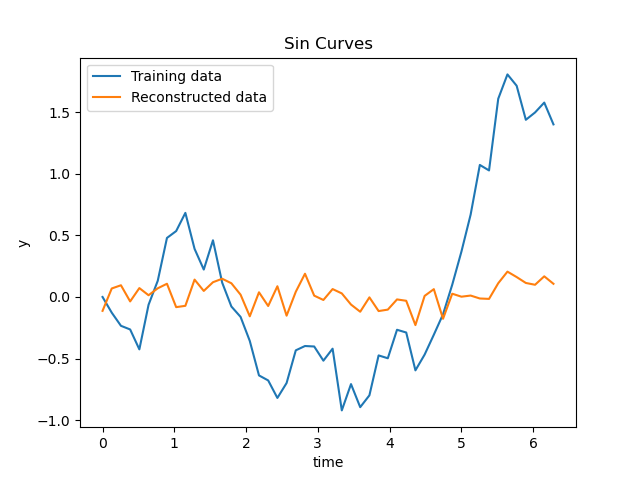 Sin Curves
Training data
Reconstructed data
1.5
1.0
0.5
0.0
−0.5
−1.0
y
0 1 2 3 4 5 6
time